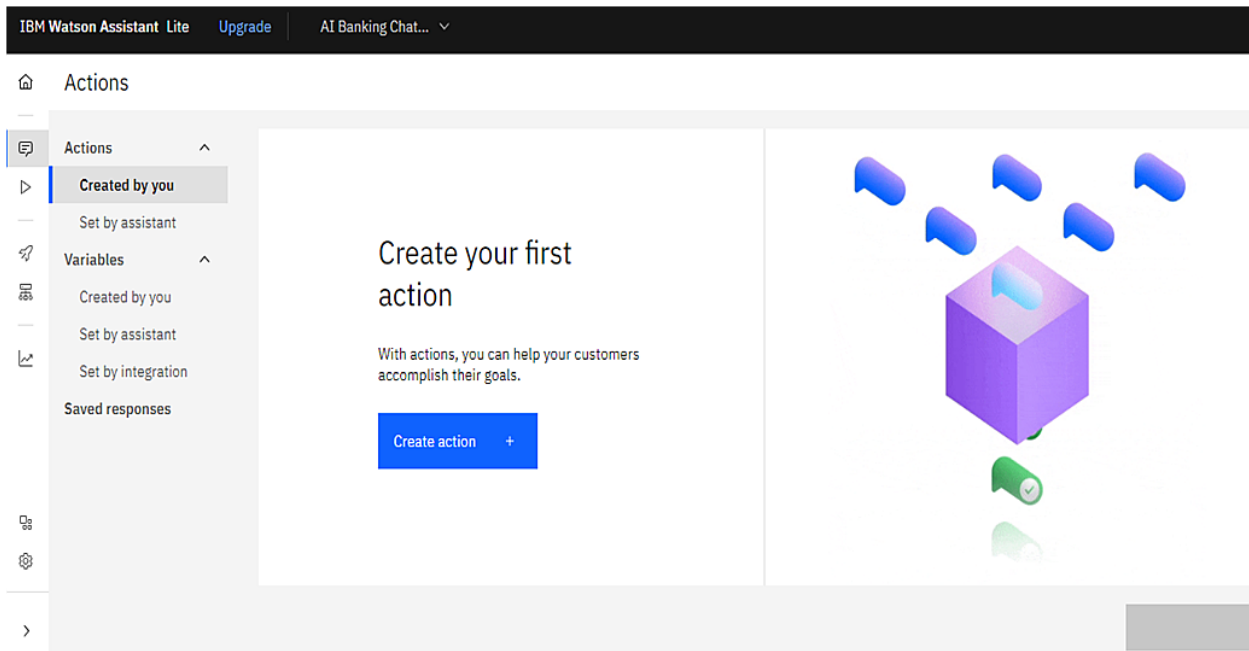 IBM Watson Assistant Lite Upgrade AI Banking Chat...
Actions
Actions
Created by you
Set by assistant
Variables
Created by you
Set by assistant
Set by integration
Saved responses
Create your first
action
With actions, you can help your customers
accomplish their goals.
Create action +